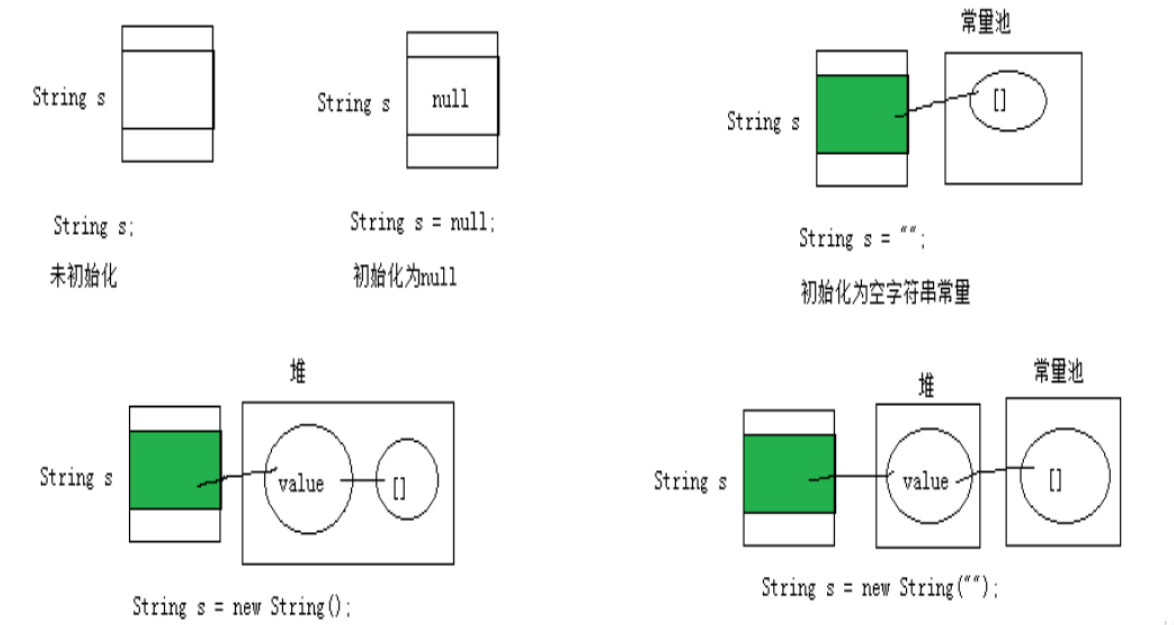 常量池
String s
String s
null
String s
[]
String s;
String s = null;
String s = "";
未初始化
初始化为null
初始化为空字符串常量
堆
堆
常量池
String s
value
[]
String s
value
[]
String s = new String();
String s = new String("");